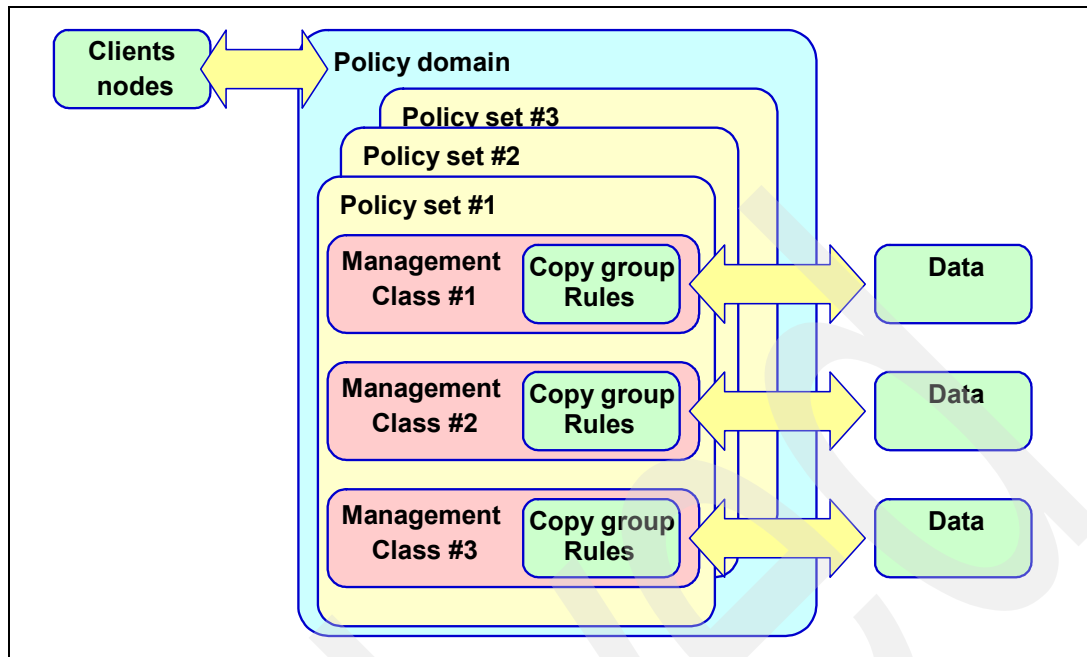 Clients
nodes
Policy domain
Policy set #3
Policy set #2
Policy set #1
Management
Class #1
Copy group
Rules
Data
Management
Class #2
Copy group
Rules
Data
Management
Class #3
Copy group
Rules
Data